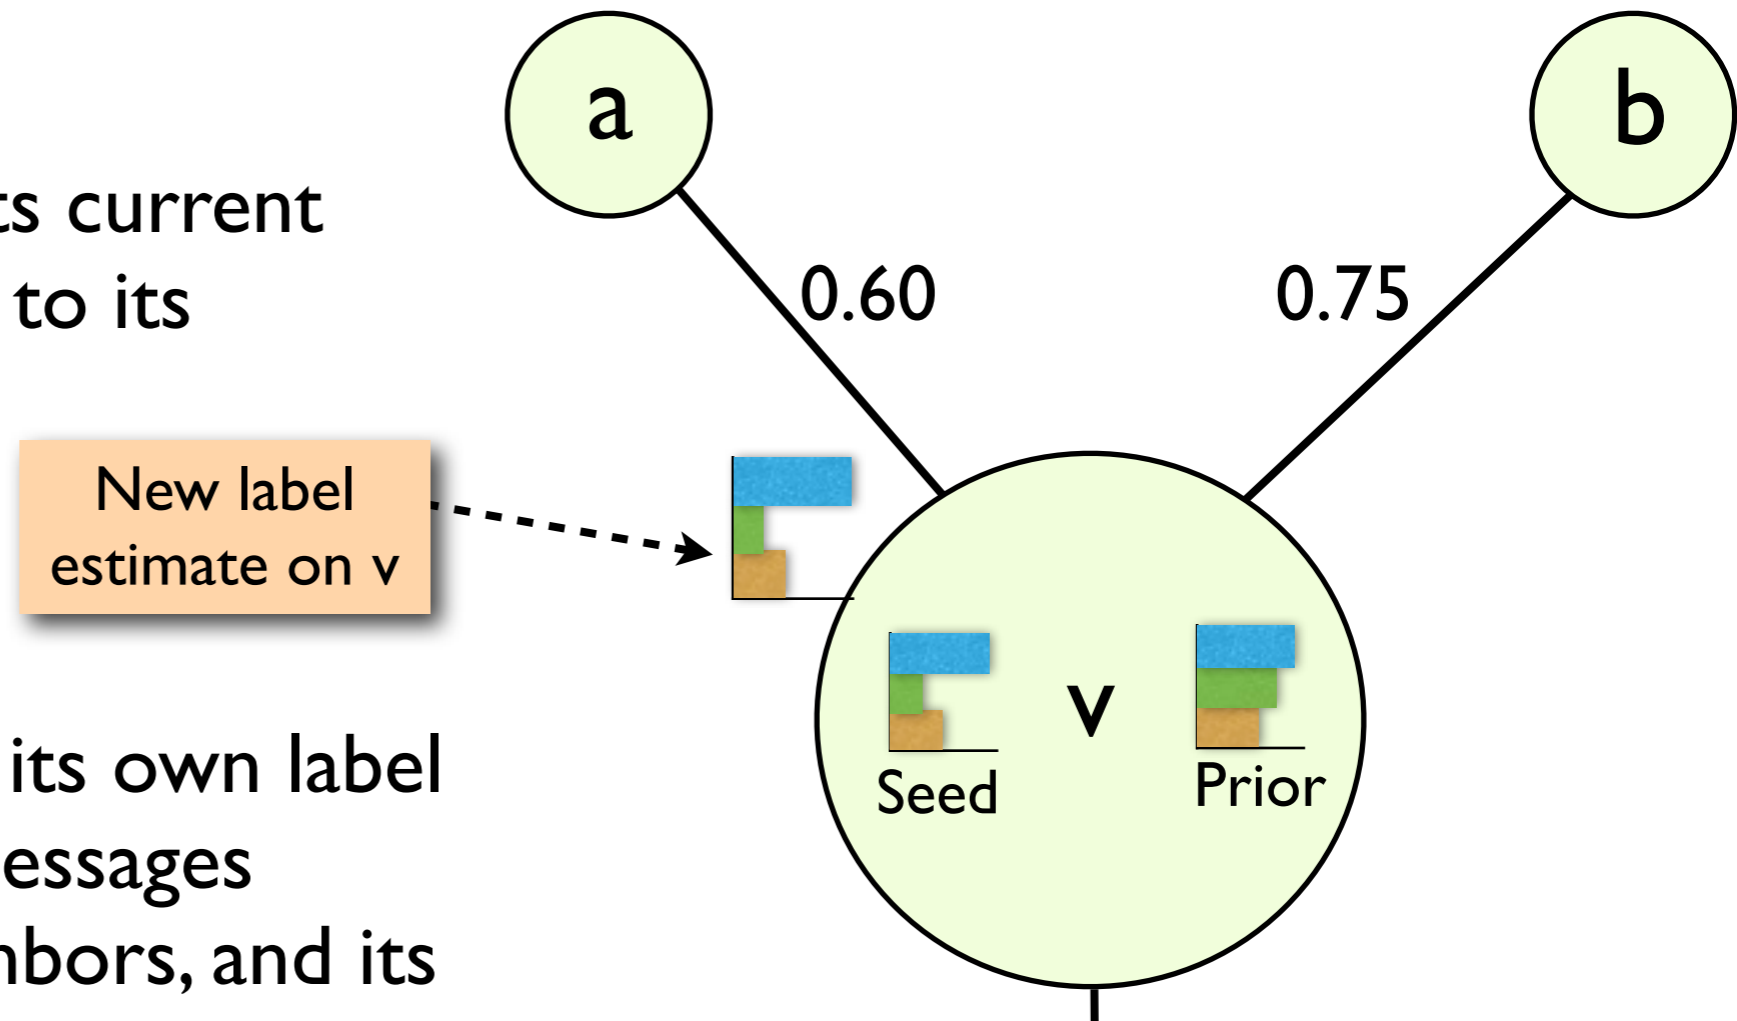 a
b
ts current
to its
0.60
0.75
New label
estimate on v
its own label
essages
nbors, and its
v
Seed
Prior